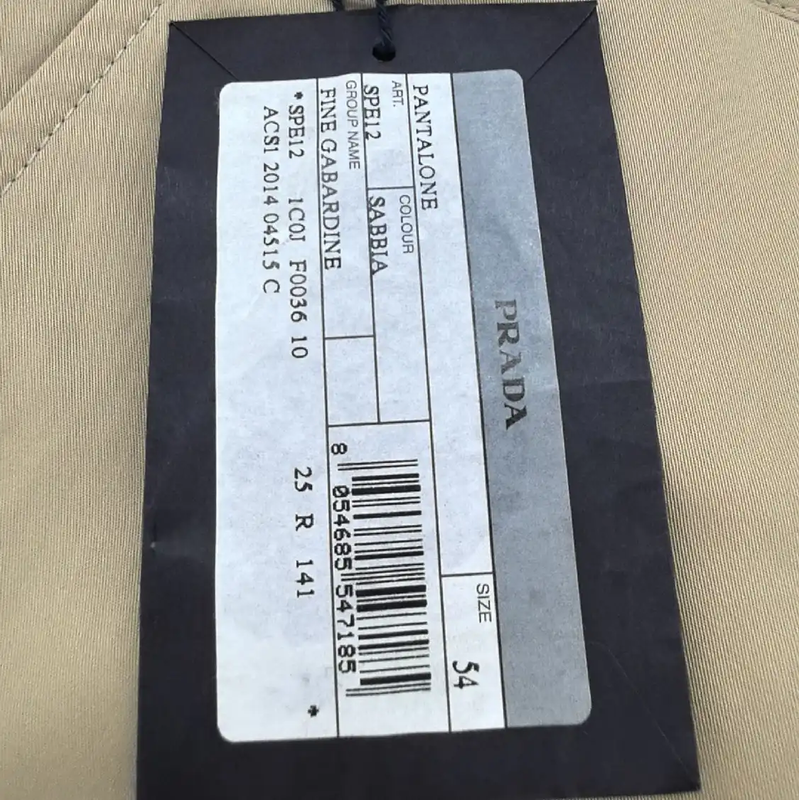 PRADA
PANTALONE
SIZE
54
ART.
COLOUR
SPE12
SABBIA
GROUP NAME
FINE GABARDINE
8 054685 547185
* SPE12 1C0J F0036 10 25 R 141 *
ACS1 2014 04515 C